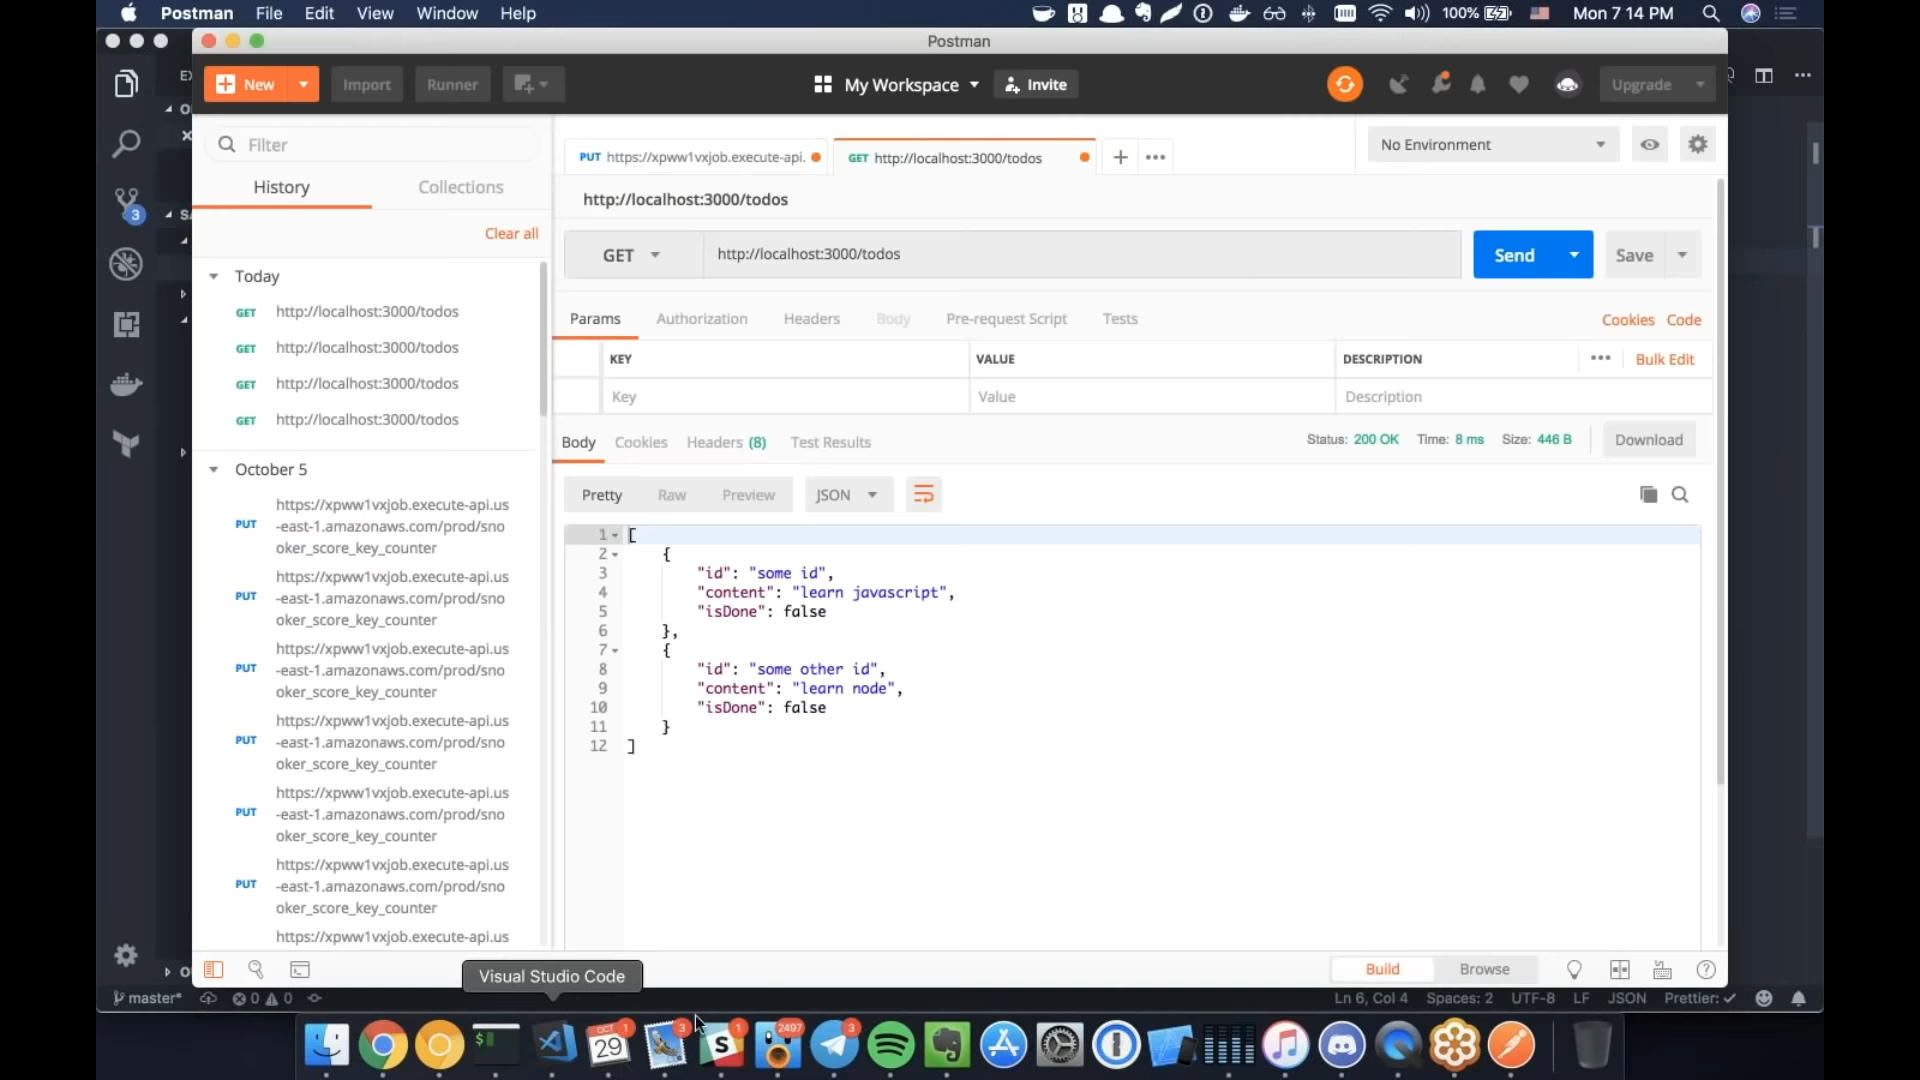 Postman File Edit View Window Help
100% Mon 7 14 PM
Postman
New Import Runner My Workspace Invite Upgrade
Filter
History Collections
Clear all
Today
GET http://localhost:3000/todos
GET http://localhost:3000/todos
GET http://localhost:3000/todos
GET http://localhost:3000/todos
October 5
PUT https://xpww1vxjob.execute-api.us
-east-1.amazonaws.com/prod/sno
oker_score_key_counter
PUT https://xpww1vxjob.execute-api.us
-east-1.amazonaws.com/prod/sno
oker_score_key_counter
PUT https://xpww1vxjob.execute-api.us
-east-1.amazonaws.com/prod/sno
oker_score_key_counter
PUT https://xpww1vxjob.execute-api.us
-east-1.amazonaws.com/prod/sno
oker_score_key_counter
PUT https://xpww1vxjob.execute-api.us
-east-1.amazonaws.com/prod/sno
oker_score_key_counter
PUT https://xpww1vxjob.execute-api.us
-east-1.amazonaws.com/prod/sno
oker_score_key_counter
https://xpww1vxjob.execute-api.us
PUT https://xpww1vxjob.execute-api. GET http://localhost:3000/todos
No Environment
http://localhost:3000/todos
GET http://localhost:3000/todos Send Save
Params Authorization Headers Body Pre-request Script Tests Cookies Code
KEY VALUE DESCRIPTION Bulk Edit
Key Value Description
Body Cookies Headers (8) Test Results Status: 200 OK Time: 8 ms Size: 446 B Download
Pretty Raw Preview JSON
1 [
2 {
3 "id": "some id",
4 "content": "learn javascript",
5 "isDone": false
6 },
7 {
8 "id": "some other id",
9 "content": "learn node",
10 "isDone": false
11 }
12 ]
Build Browse
Visual Studio Code
3
master* 0 0 Ln 6, Col 4 Spaces: 2 UTF-8 LF JSON Prettier: ✓
$ OCT 29 1 3 S 1 2497 3